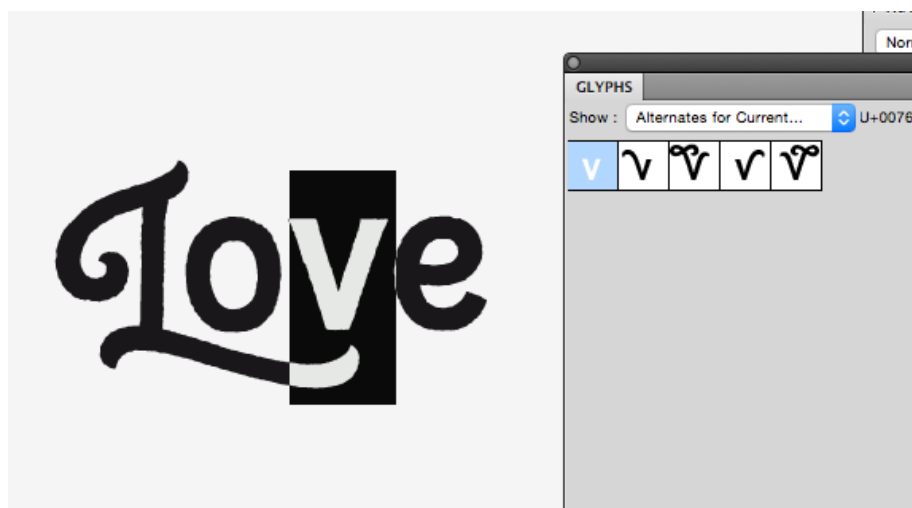 Nor
GLYPHS
Show : Alternates for Current... U+0076
v v v v v
Love